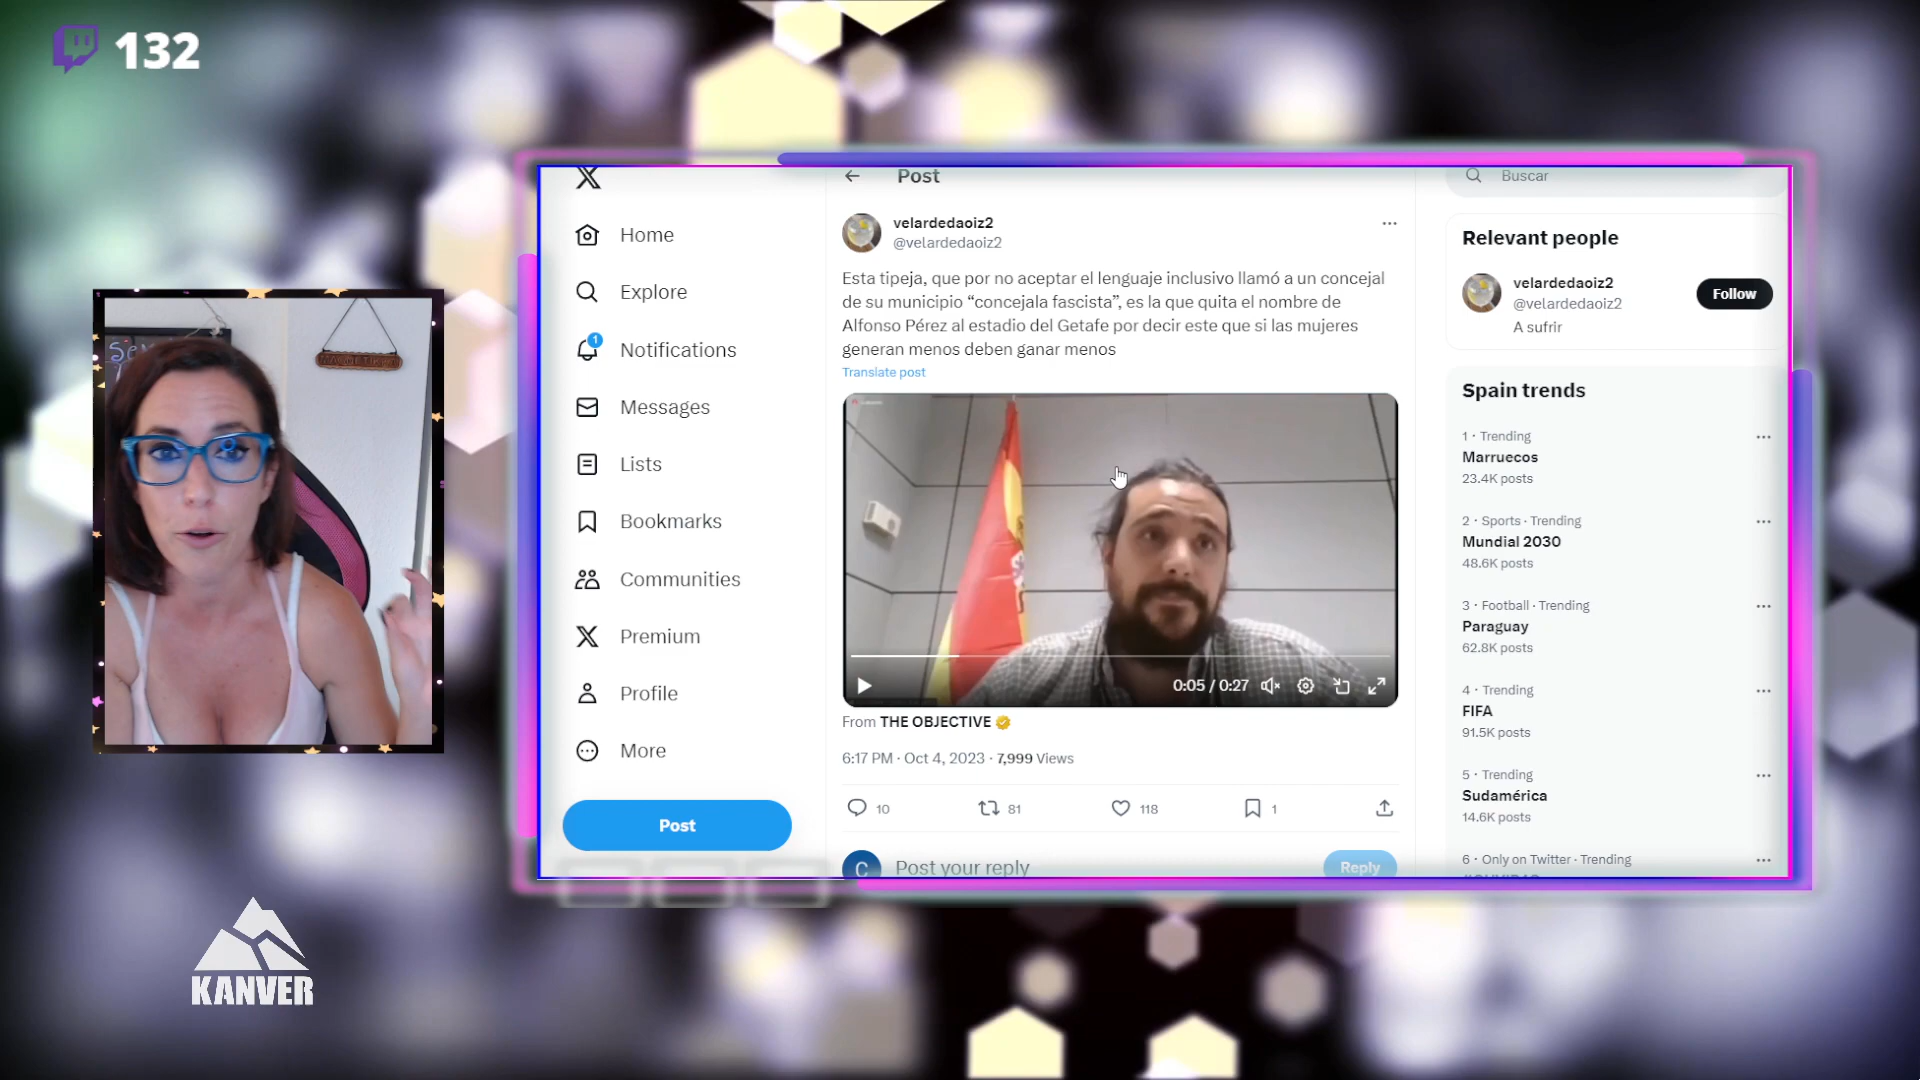 132
KANVER
Home
Explore
1
Notifications
Messages
Lists
Bookmarks
Communities
Premium
Profile
More
Post
Post
velardedaoiz2
@velardedaoiz2
Esta tipeja, que por no aceptar el lenguaje inclusivo llamó a un concejal
de su municipio “concejala fascista”, es la que quita el nombre de
Alfonso Pérez al estadio del Getafe por decir este que si las mujeres
generan menos deben ganar menos
Translate post
0:05 / 0:27
From THE OBJECTIVE
6:17 PM · Oct 4, 2023 · 7,999 Views
10 81 118 1
C Post your reply Reply
Buscar
Relevant people
velardedaoiz2
@velardedaoiz2
Follow
A sufrir
Spain trends
1 · Trending
Marruecos
23.4K posts
2 · Sports · Trending
Mundial 2030
48.6K posts
3 · Football · Trending
Paraguay
62.8K posts
4 · Trending
FIFA
91.5K posts
5 · Trending
Sudamérica
14.6K posts
6 · Only on Twitter · Trending